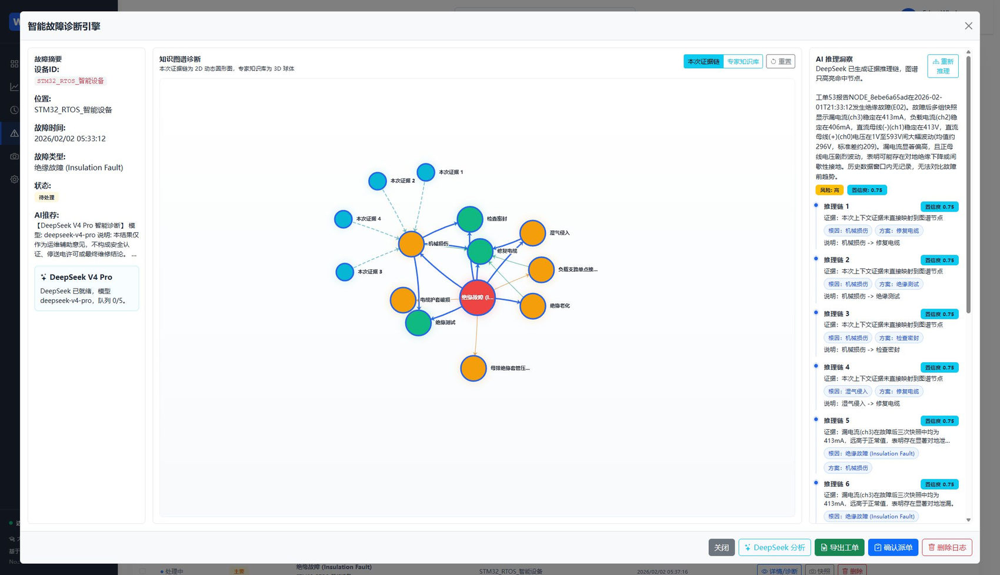 智能故障诊断引擎
故障摘要
设备ID:
STM32_RTOS_智能设备
位置:
STM32_RTOS_智能设备
故障时间:
2026/02/02 05:33:12
故障类型:
绝缘故障 (Insulation Fault)
状态:
待处理
AI推荐:
【DeepSeek V4 Pro 智能诊断】 模
型: deepseek-v4-pro 说明: 本结果仅
作为运维辅助意见，不构成安全认
证、停送电许可或最终维修结论。 ...
DeepSeek V4 Pro
DeepSeek 已就绪，模型
deepseek-v4-pro，队列 0/5。
知识图谱诊断
本次证据链为 2D 动态圆形图，专家知识库为 3D 球体
本次证据链
专家知识库
重置
本次证据 1
本次证据 2
本次证据 4
检查密封
湿气侵入
机械损伤
修复电缆
本次证据 3
负载支路单点接...
绝缘故障 (I...
电缆护套破损
绝缘老化
绝缘测试
母排绝缘套管压...
AI 推理洞察
DeepSeek 已生成证据推理链，图谱
只高亮命中节点。
重新
推理
工单53报告NODE_8ebe6a65ad在2026-02-
01T21:33:12发生绝缘故障(E02)。故障后多组快照
显示漏电流(ch3)稳定在413mA，负载电流(ch2)稳
定在406mA，直流母线(-)(ch1)稳定在413V，直流
母线(+)(ch0)电压在1V至593V间大幅波动(均值约
296V，标准差约209)。漏电流显著偏高，且正母
线电压剧烈波动，表明可能存在对地绝缘下降或间
歇性接地。历史数据窗口内无记录，无法对比故障
前趋势。
风险: 高
置信度: 0.75
推理链 1
置信度 0.75
证据：本次上下文证据未直接映射到图谱节点
根因：机械损伤
方案：修复电缆
说明：机械损伤 -> 修复电缆
推理链 2
置信度 0.75
证据：本次上下文证据未直接映射到图谱节点
根因：机械损伤
方案：绝缘测试
说明：机械损伤 -> 绝缘测试
推理链 3
置信度 0.75
证据：本次上下文证据未直接映射到图谱节点
根因：机械损伤
方案：检查密封
说明：机械损伤 -> 检查密封
推理链 4
置信度 0.75
证据：本次上下文证据未直接映射到图谱节点
根因：湿气侵入
方案：修复电缆
说明：湿气侵入 -> 修复电缆
推理链 5
置信度 0.75
证据：漏电流(ch3)在故障后三次快照中均为
413mA，远高于正常值，表明存在显著对地泄...
根因：绝缘故障 (Insulation Fault)
方案：机械损伤
推理链 6
置信度 0.75
证据：漏电流(ch3)在故障后三次快照中均为
413mA，远高于正常值，表明存在显著对地泄漏。
根因：绝缘故障 (Insulation Fault)
关闭
DeepSeek 分析
导出工单
确认派单
删除日志
处理中
主要
绝缘故障 (Insulation Fault)
STM32_RTOS_智能设备
2026/02/02 05:37:16
详情/诊断
快照
删除